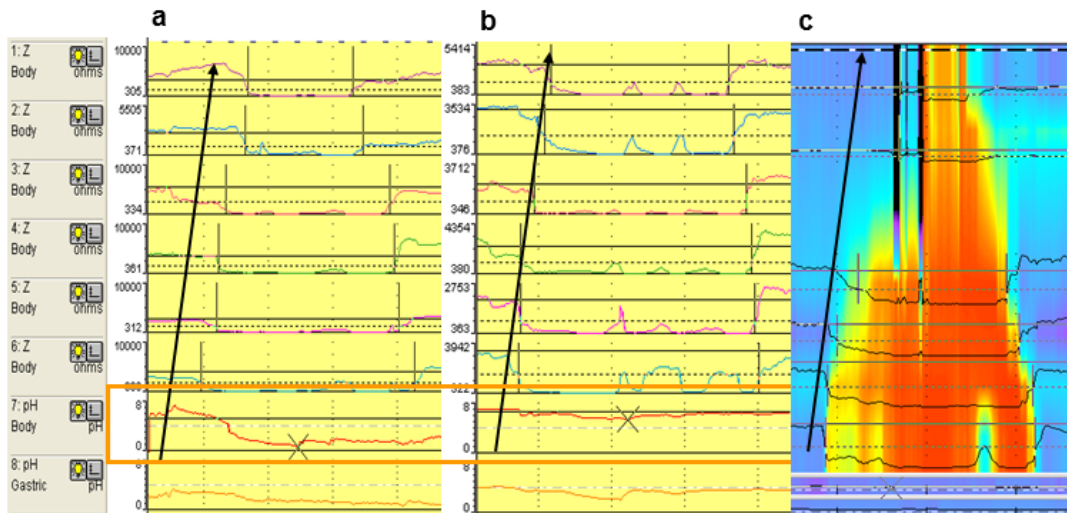 a
b
c
1: Z
Body
ohms
10000
305
5414
383
2: Z
Body
ohms
5505
371
3534
376
3: Z
Body
ohms
10000
334
3712
346
4: Z
Body
ohms
10000
361
4354
380
5: Z
Body
ohms
10000
312
2753
363
6: Z
Body
ohms
10000
3942
7: pH
Body
pH
8
0
8
0
8: pH
Gastric
pH
8
0
8
0